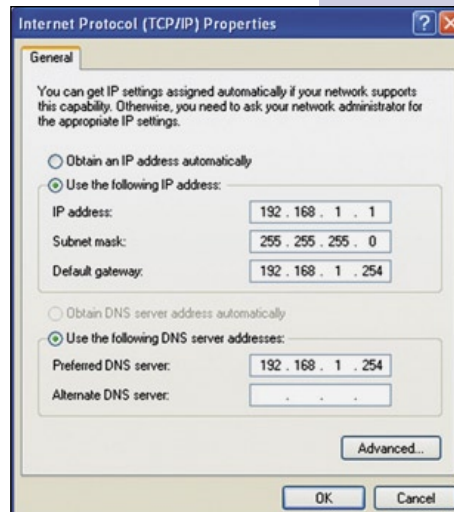 Internet Protocol (TCP/IP) Properties
General
You can get IP settings assigned automatically if your network supports
this capability. Otherwise, you need to ask your network administrator for
the appropriate IP settings.
Obtain an IP address automatically
Use the following IP address:
IP address: 192 . 168 . 1 . 1
Subnet mask: 255 . 255 . 255 . 0
Default gateway: 192 . 168 . 1 . 254
Obtain DNS server address automatically
Use the following DNS server addresses:
Preferred DNS server: 192 . 168 . 1 . 254
Alternate DNS server: . . .
Advanced...
OK Cancel